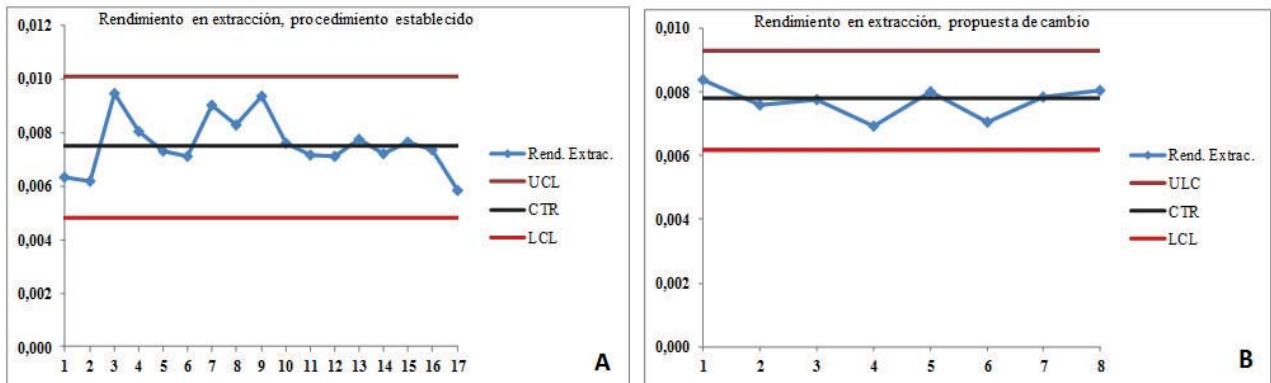 Rendimiento en extracción, procedimiento establecido
0,012
0,010
0,008
0,006
0,004
0,002
0,000
1 2 3 4 5 6 7 8 9 10 11 12 13 14 15 16 17
Rend. Extrac.
UCL
CTR
LCL
A
Rendimiento en extracción, propuesta de cambio
0,010
0,008
0,006
0,004
0,002
0,000
1 2 3 4 5 6 7 8
Rend. Extrac.
ULC
CTR
LCL
B